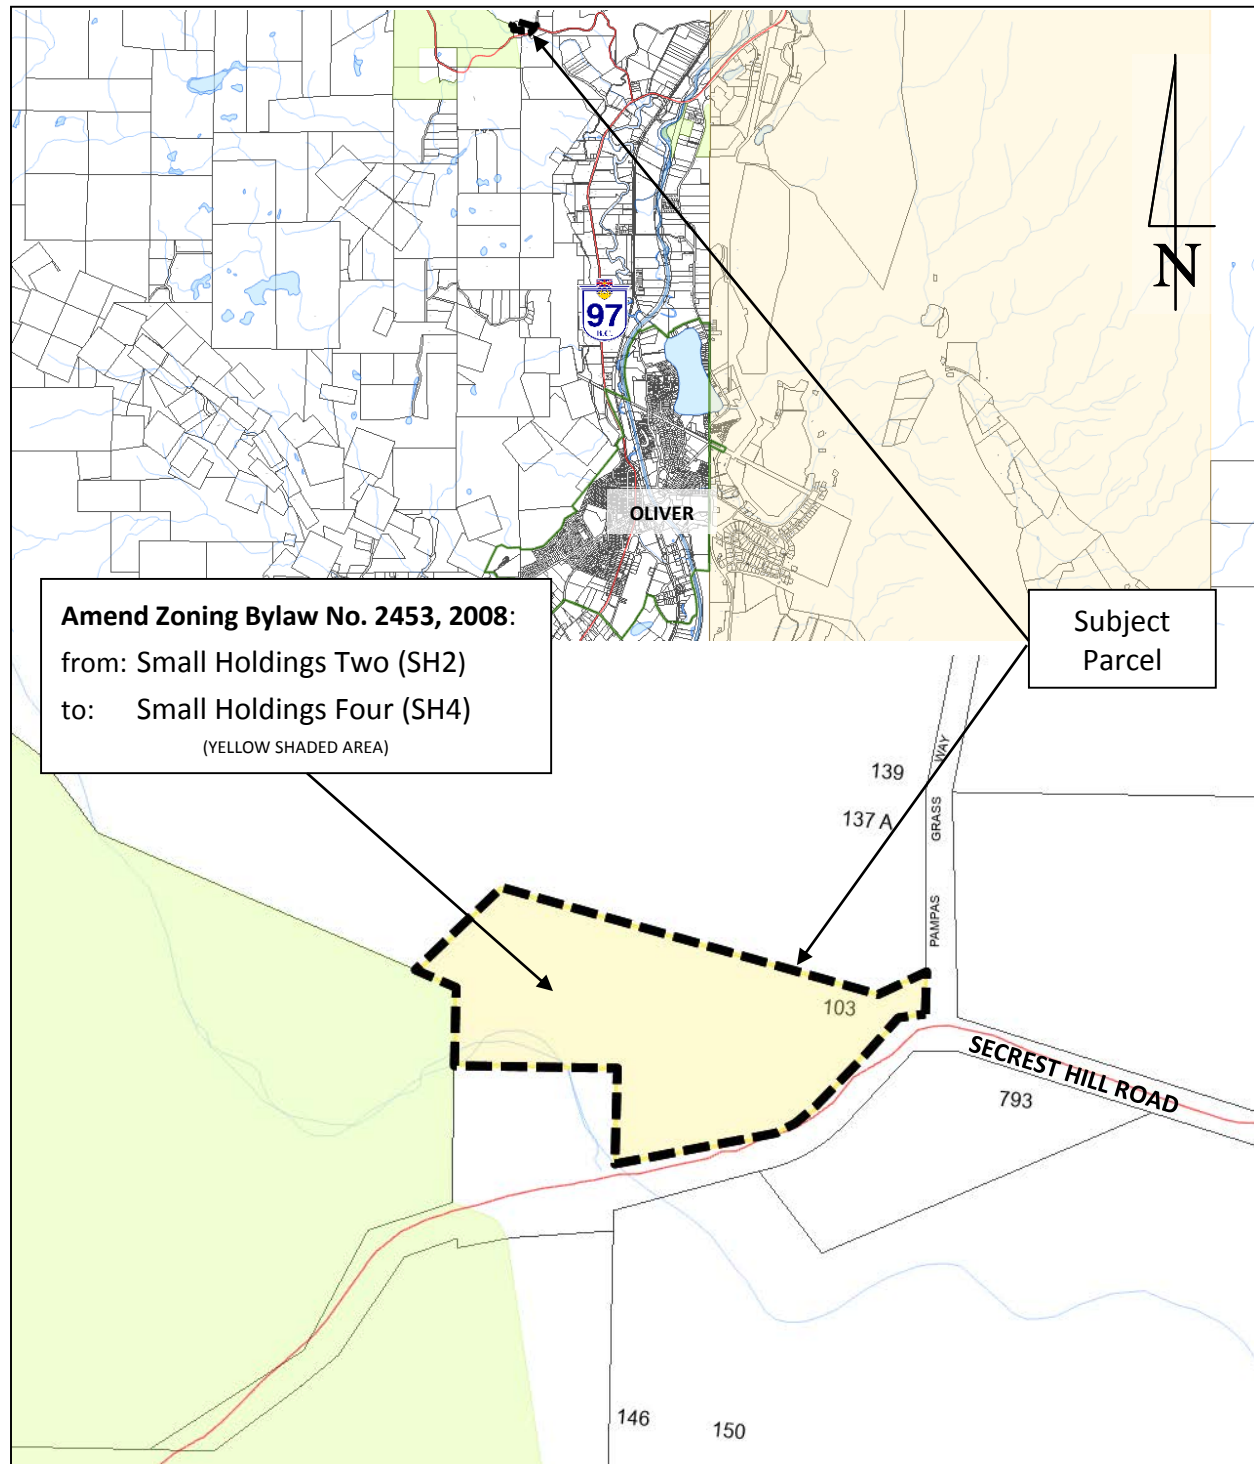 N
97
B.C.
OLIVER
Amend Zoning Bylaw No. 2453, 2008:
from: Small Holdings Two (SH2)
to: Small Holdings Four (SH4)
(YELLOW SHADED AREA)
Subject
Parcel
139
137 A
PAMPAS GRASS WAY
103
SECREST HILL ROAD
793
146
150